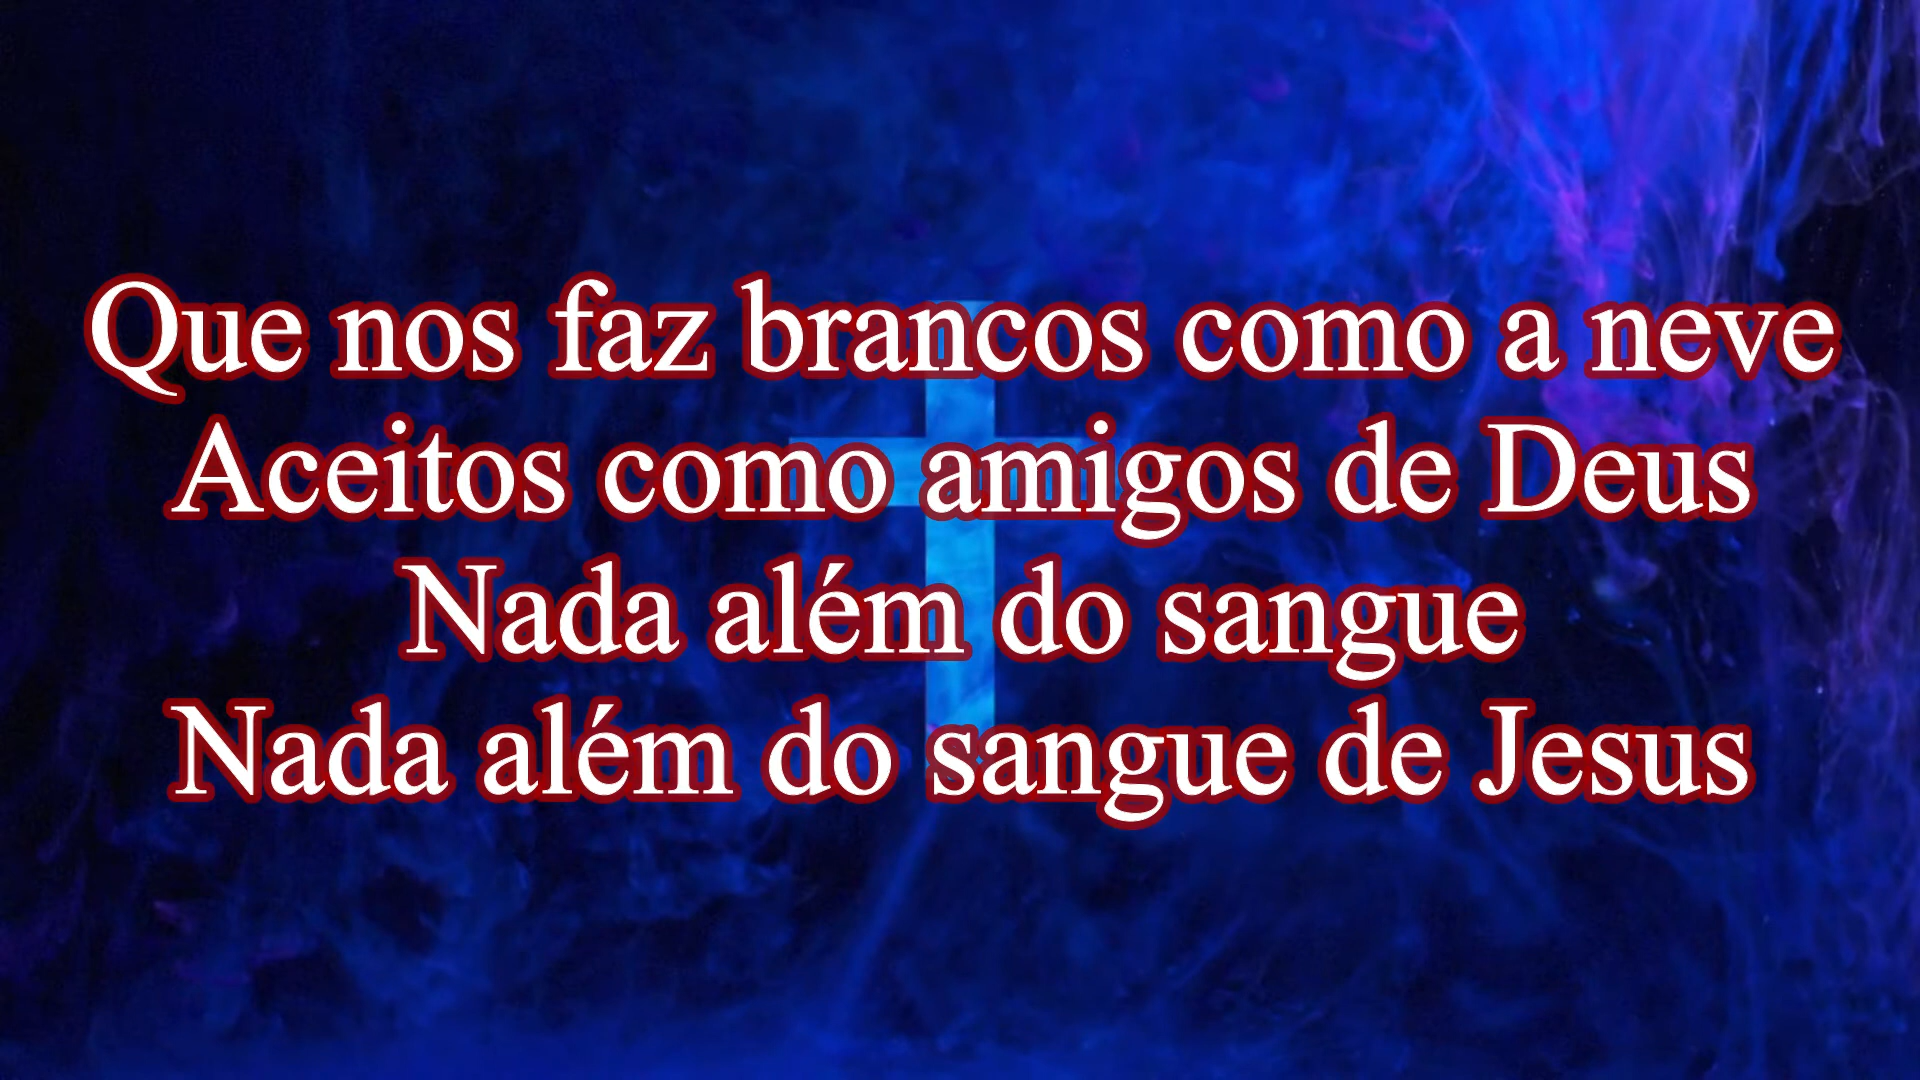 Que nos faz brancos como a neve
Aceitos como amigos de Deus
Nada além do sangue
Nada além do sangue de Jesus